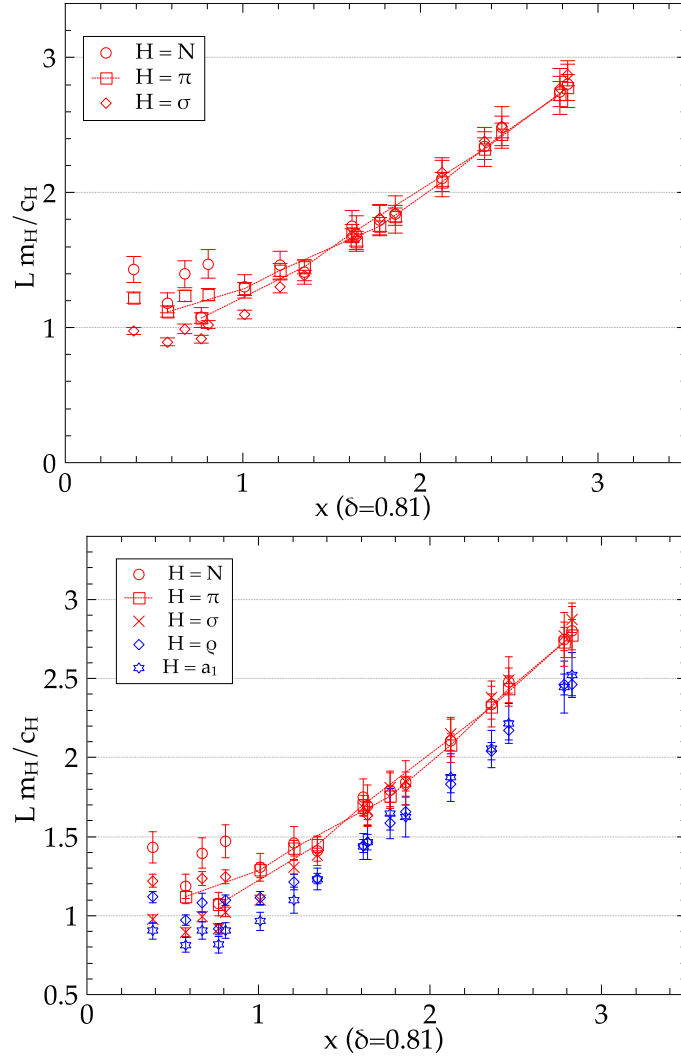 H = N
H = π
H = σ
3
2
1
0
L m_H/c_H
0
1
2
3
x (δ=0.81)
H = N
H = π
H = σ
H = ϱ
H = a₁
3
2.5
2
1.5
1
0.5
L m_H/c_H
0
1
2
3
x (δ=0.81)